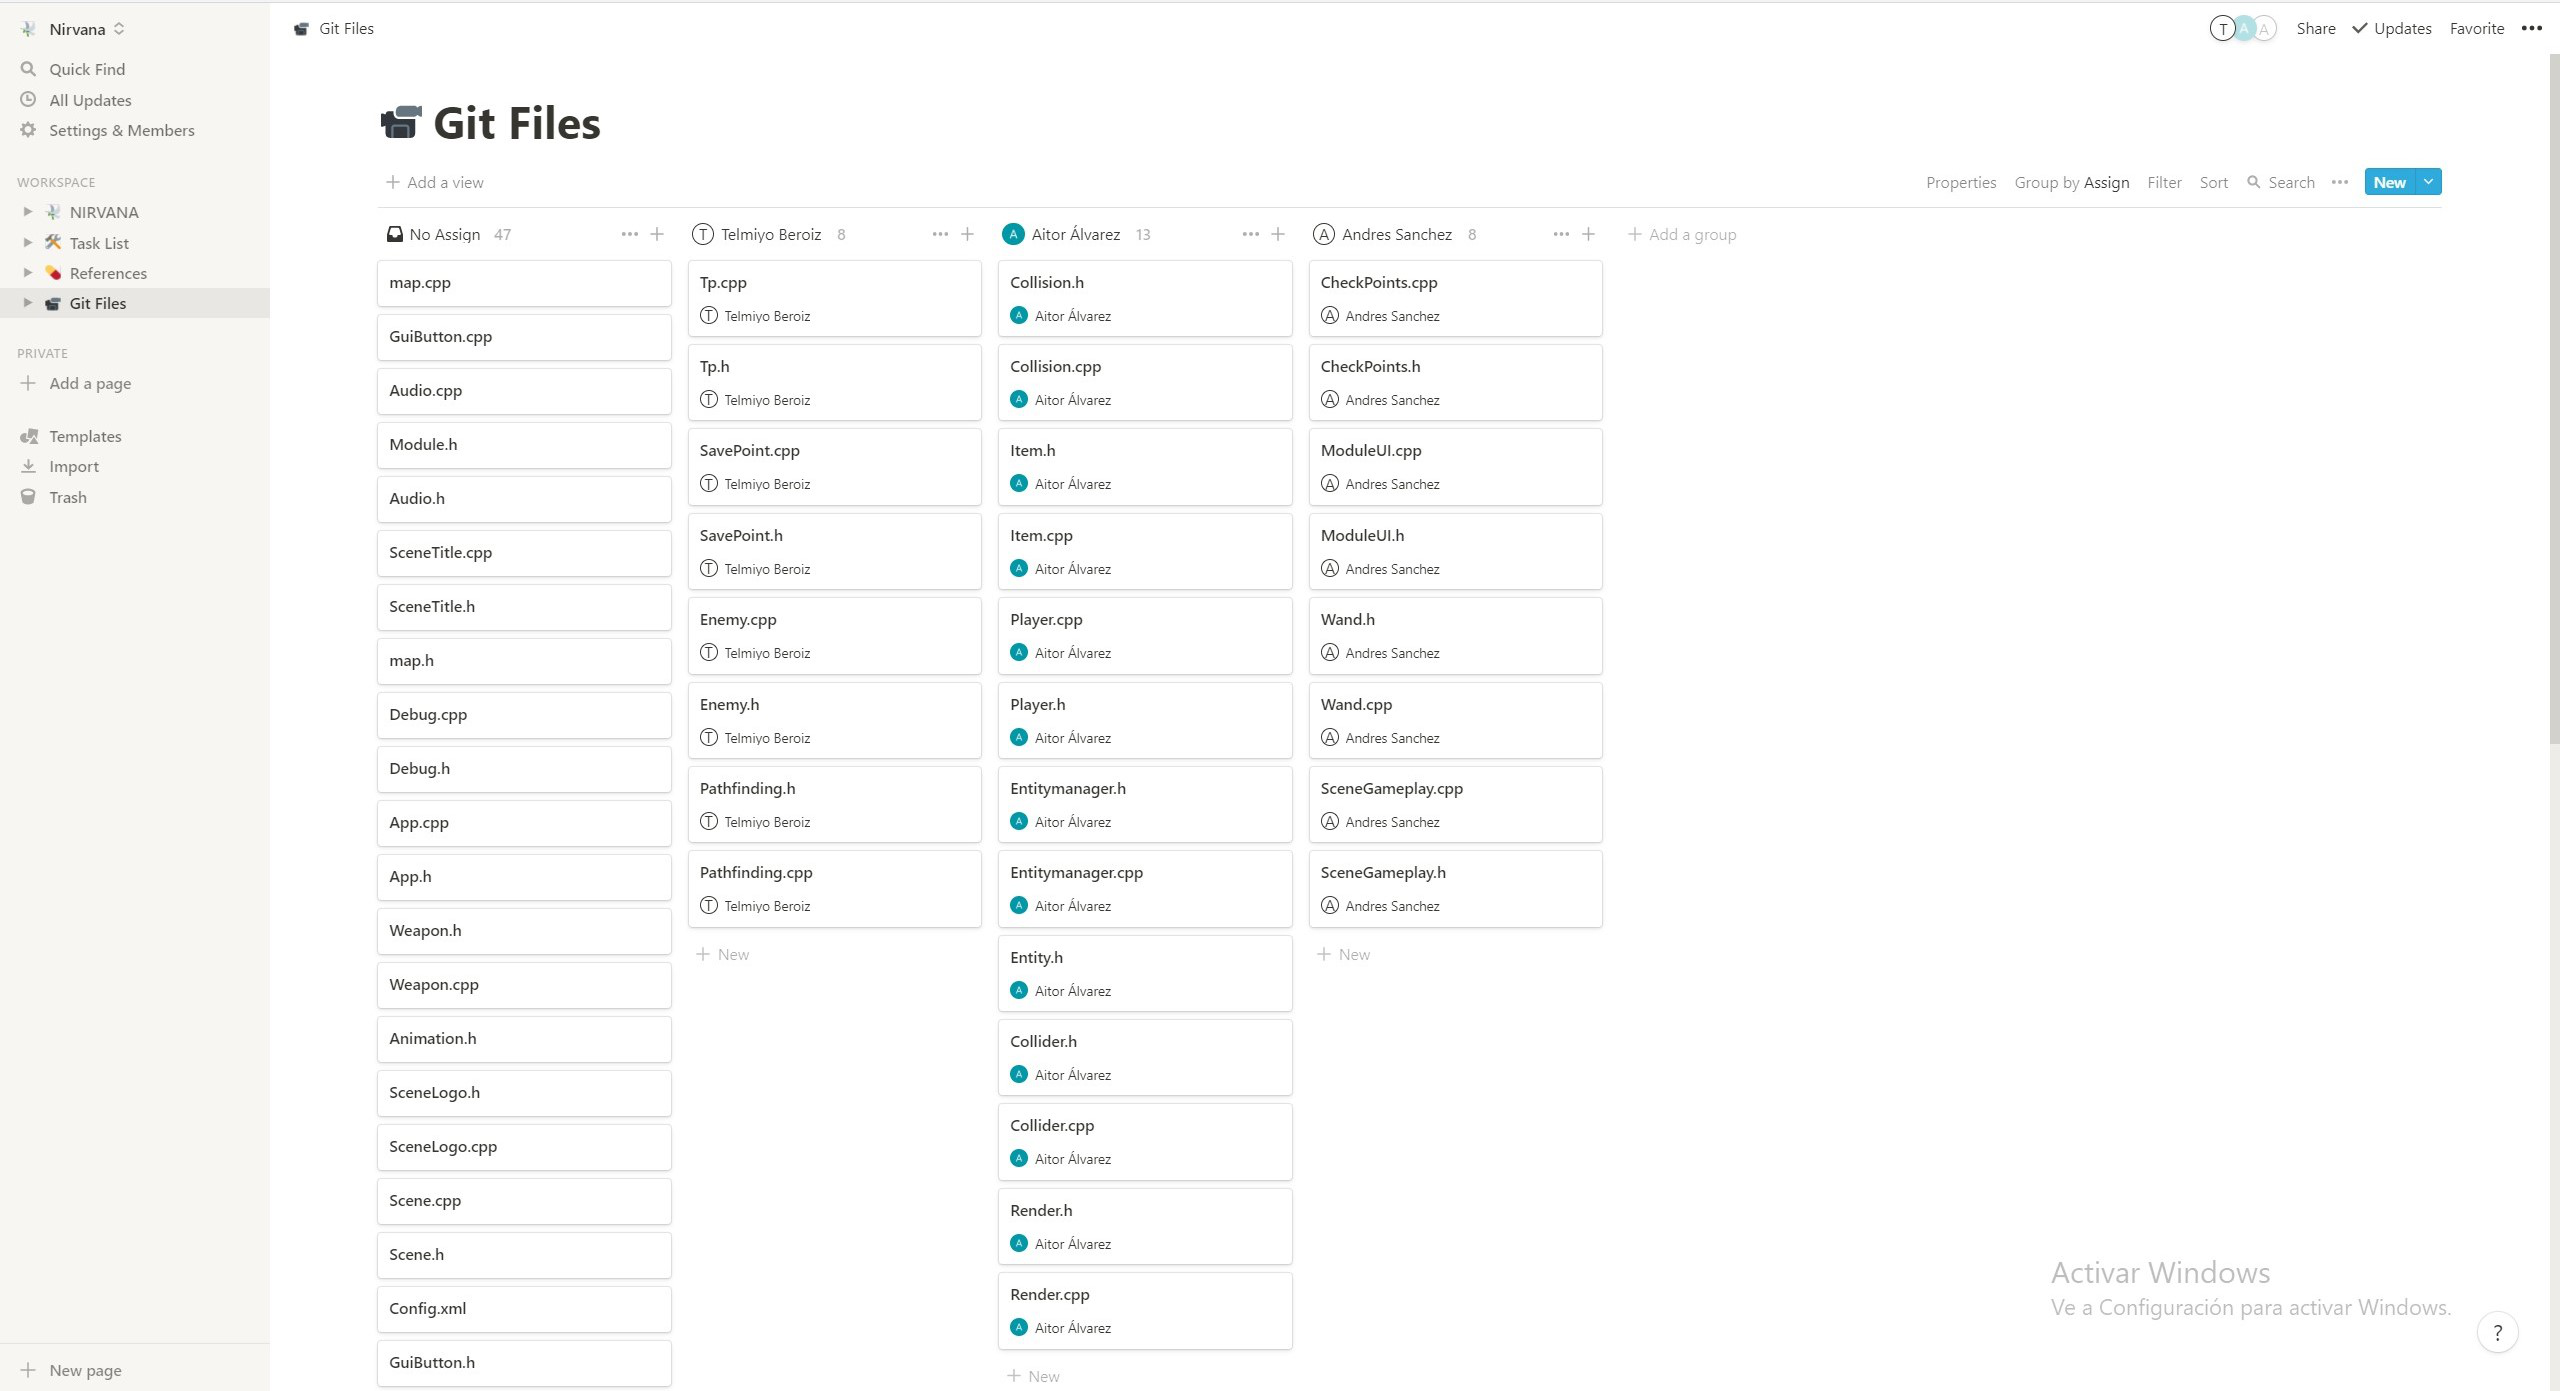 Nirvana
Quick Find
All Updates
Settings & Members
WORKSPACE
NIRVANA
Task List
References
Git Files
PRIVATE
Add a page
Templates
Import
Trash
New page
Git Files
T A A Share Updates Favorite
Git Files
Add a view
Properties Group by Assign Filter Sort Search New
No Assign 47
map.cpp
GuiButton.cpp
Audio.cpp
Module.h
Audio.h
SceneTitle.cpp
SceneTitle.h
map.h
Debug.cpp
Debug.h
App.cpp
App.h
Weapon.h
Weapon.cpp
Animation.h
SceneLogo.h
SceneLogo.cpp
Scene.cpp
Scene.h
Config.xml
GuiButton.h
T Telmiyo Beroiz 8
Tp.cpp
T Telmiyo Beroiz
Tp.h
T Telmiyo Beroiz
SavePoint.cpp
T Telmiyo Beroiz
SavePoint.h
T Telmiyo Beroiz
Enemy.cpp
T Telmiyo Beroiz
Enemy.h
T Telmiyo Beroiz
Pathfinding.h
T Telmiyo Beroiz
Pathfinding.cpp
T Telmiyo Beroiz
New
A Aitor Álvarez 13
Collision.h
A Aitor Álvarez
Collision.cpp
A Aitor Álvarez
Item.h
A Aitor Álvarez
Item.cpp
A Aitor Álvarez
Player.cpp
A Aitor Álvarez
Player.h
A Aitor Álvarez
Entitymanager.h
A Aitor Álvarez
Entitymanager.cpp
A Aitor Álvarez
Entity.h
A Aitor Álvarez
Collider.h
A Aitor Álvarez
Collider.cpp
A Aitor Álvarez
Render.h
A Aitor Álvarez
Render.cpp
A Aitor Álvarez
New
A Andres Sanchez 8
CheckPoints.cpp
A Andres Sanchez
CheckPoints.h
A Andres Sanchez
ModuleUI.cpp
A Andres Sanchez
ModuleUI.h
A Andres Sanchez
Wand.h
A Andres Sanchez
Wand.cpp
A Andres Sanchez
SceneGameplay.cpp
A Andres Sanchez
SceneGameplay.h
A Andres Sanchez
New
Add a group
Activar Windows
Ve a Configuración para activar Windows.
?